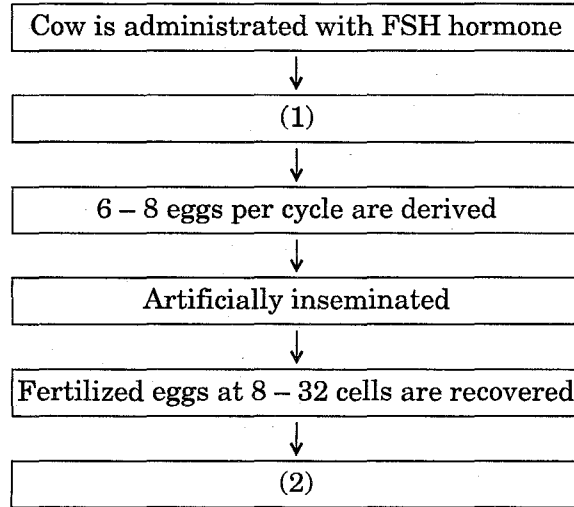 Cow is administrated with FSH hormone
(1)
6 – 8 eggs per cycle are derived
Artificially inseminated
Fertilized eggs at 8 – 32 cells are recovered
(2)